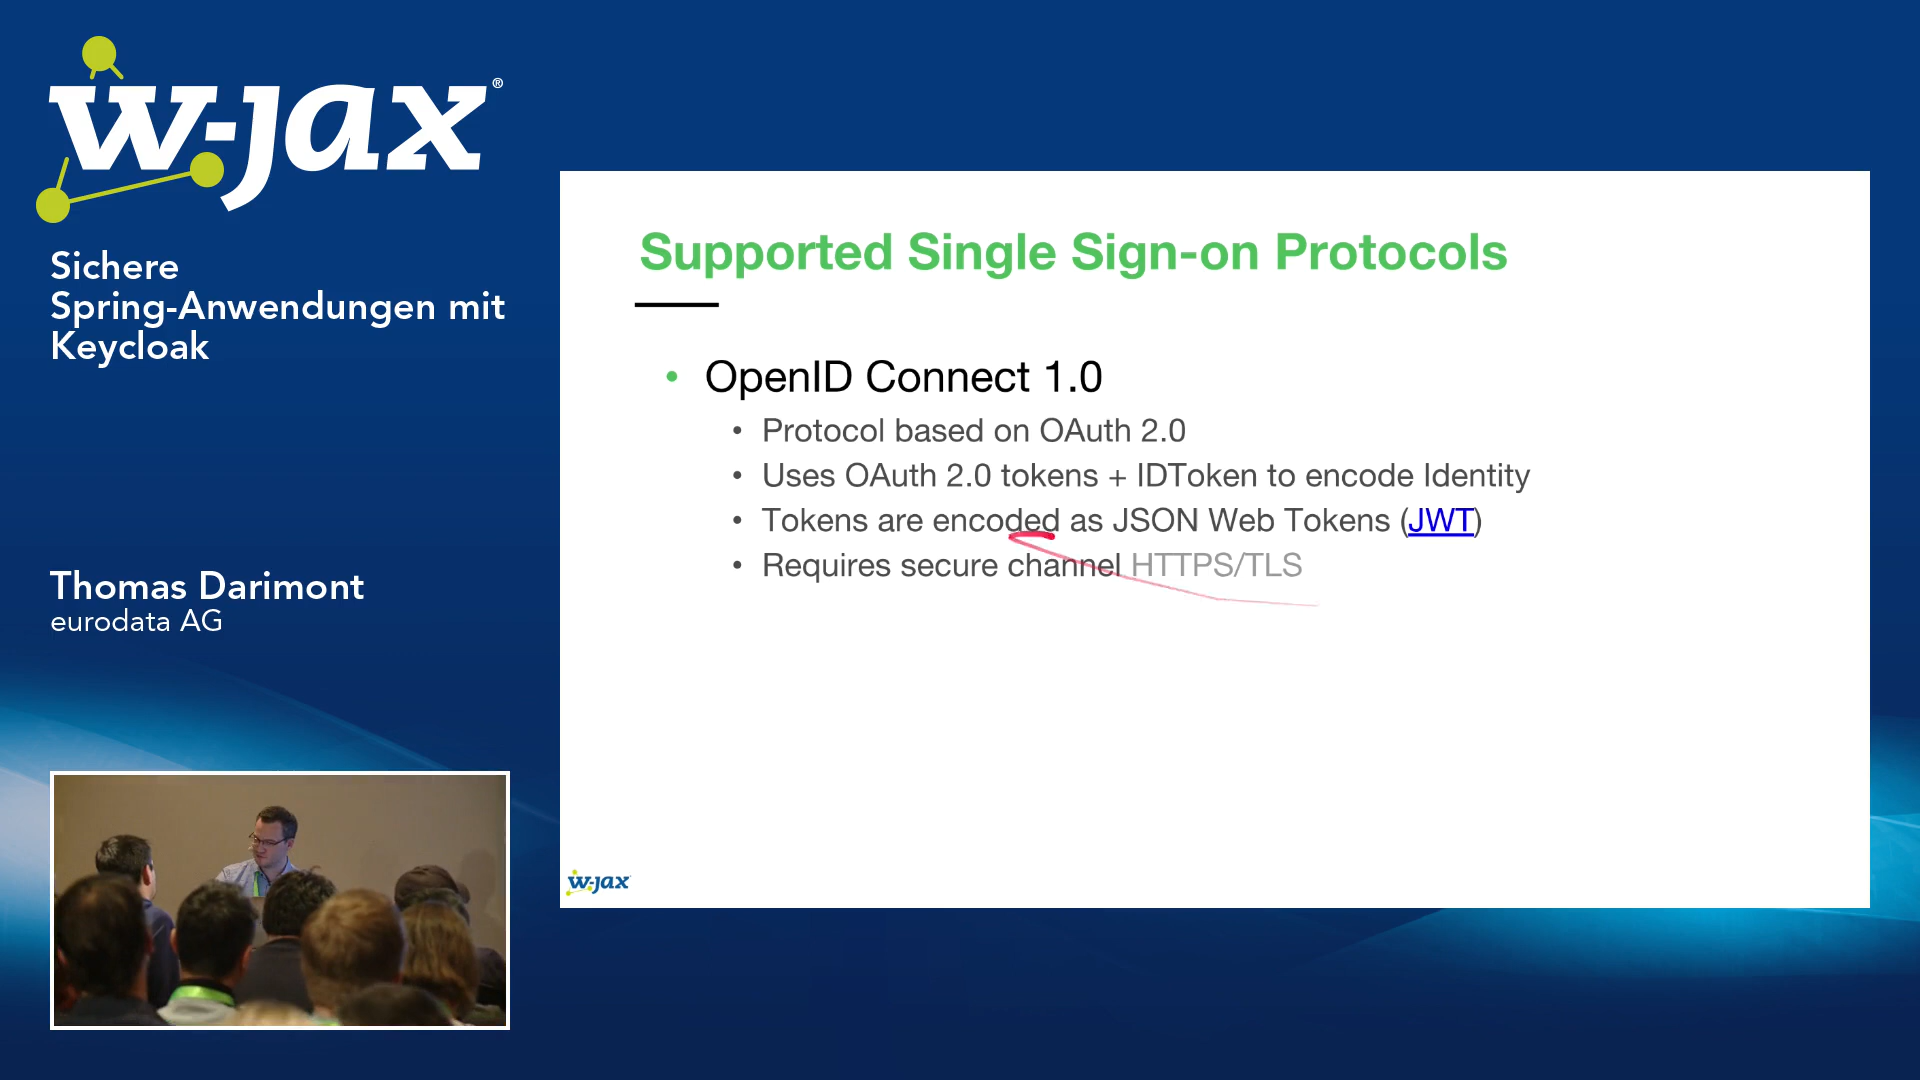 w-jax®
Sichere
Spring-Anwendungen mit
Keycloak
Thomas Darimont
eurodata AG
Supported Single Sign-on Protocols
• OpenID Connect 1.0
• Protocol based on OAuth 2.0
• Uses OAuth 2.0 tokens + IDToken to encode Identity
• Tokens are encoded as JSON Web Tokens (JWT)
• Requires secure channel HTTPS/TLS
w-jax